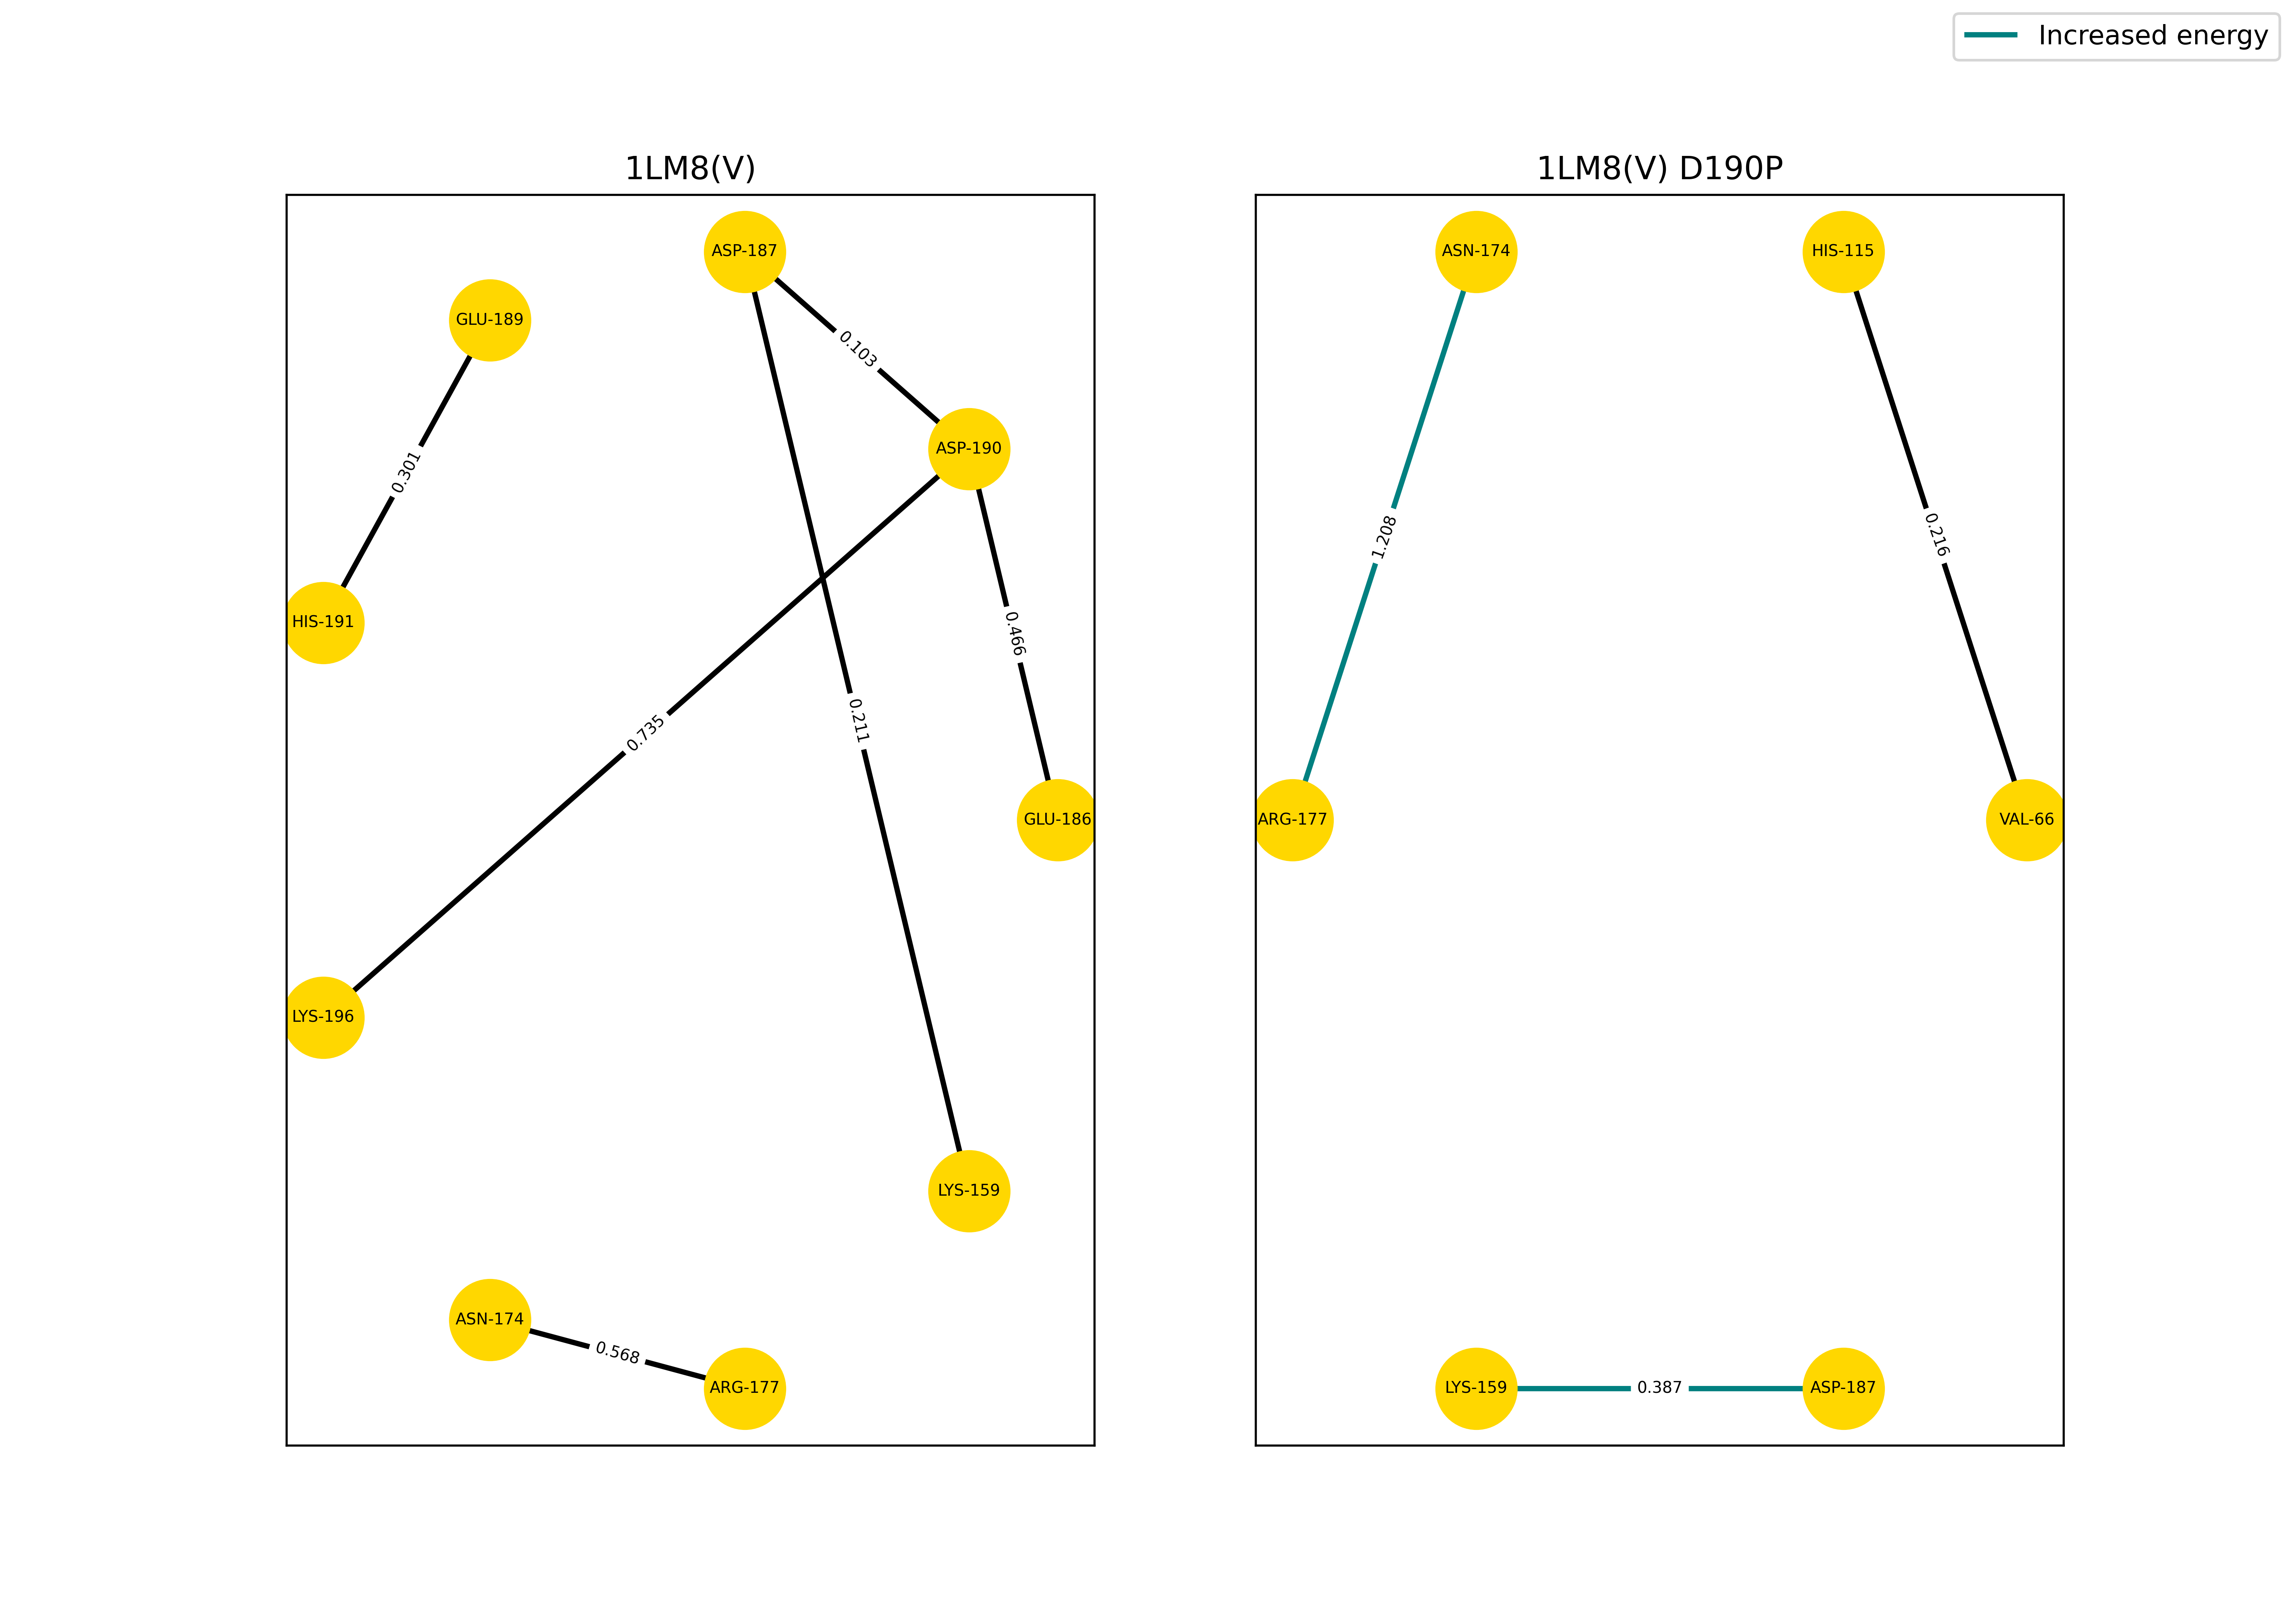 Increased energy
1LM8(V)
ASP-187
GLU-189
0.103
ASP-190
0.301
HIS-191
0.466
0.211
0.735
GLU-186
LYS-196
LYS-159
ASN-174
0.568
ARG-177
1LM8(V) D190P
ASN-174
HIS-115
1.208
0.216
ARG-177
VAL-66
LYS-159
0.387
ASP-187